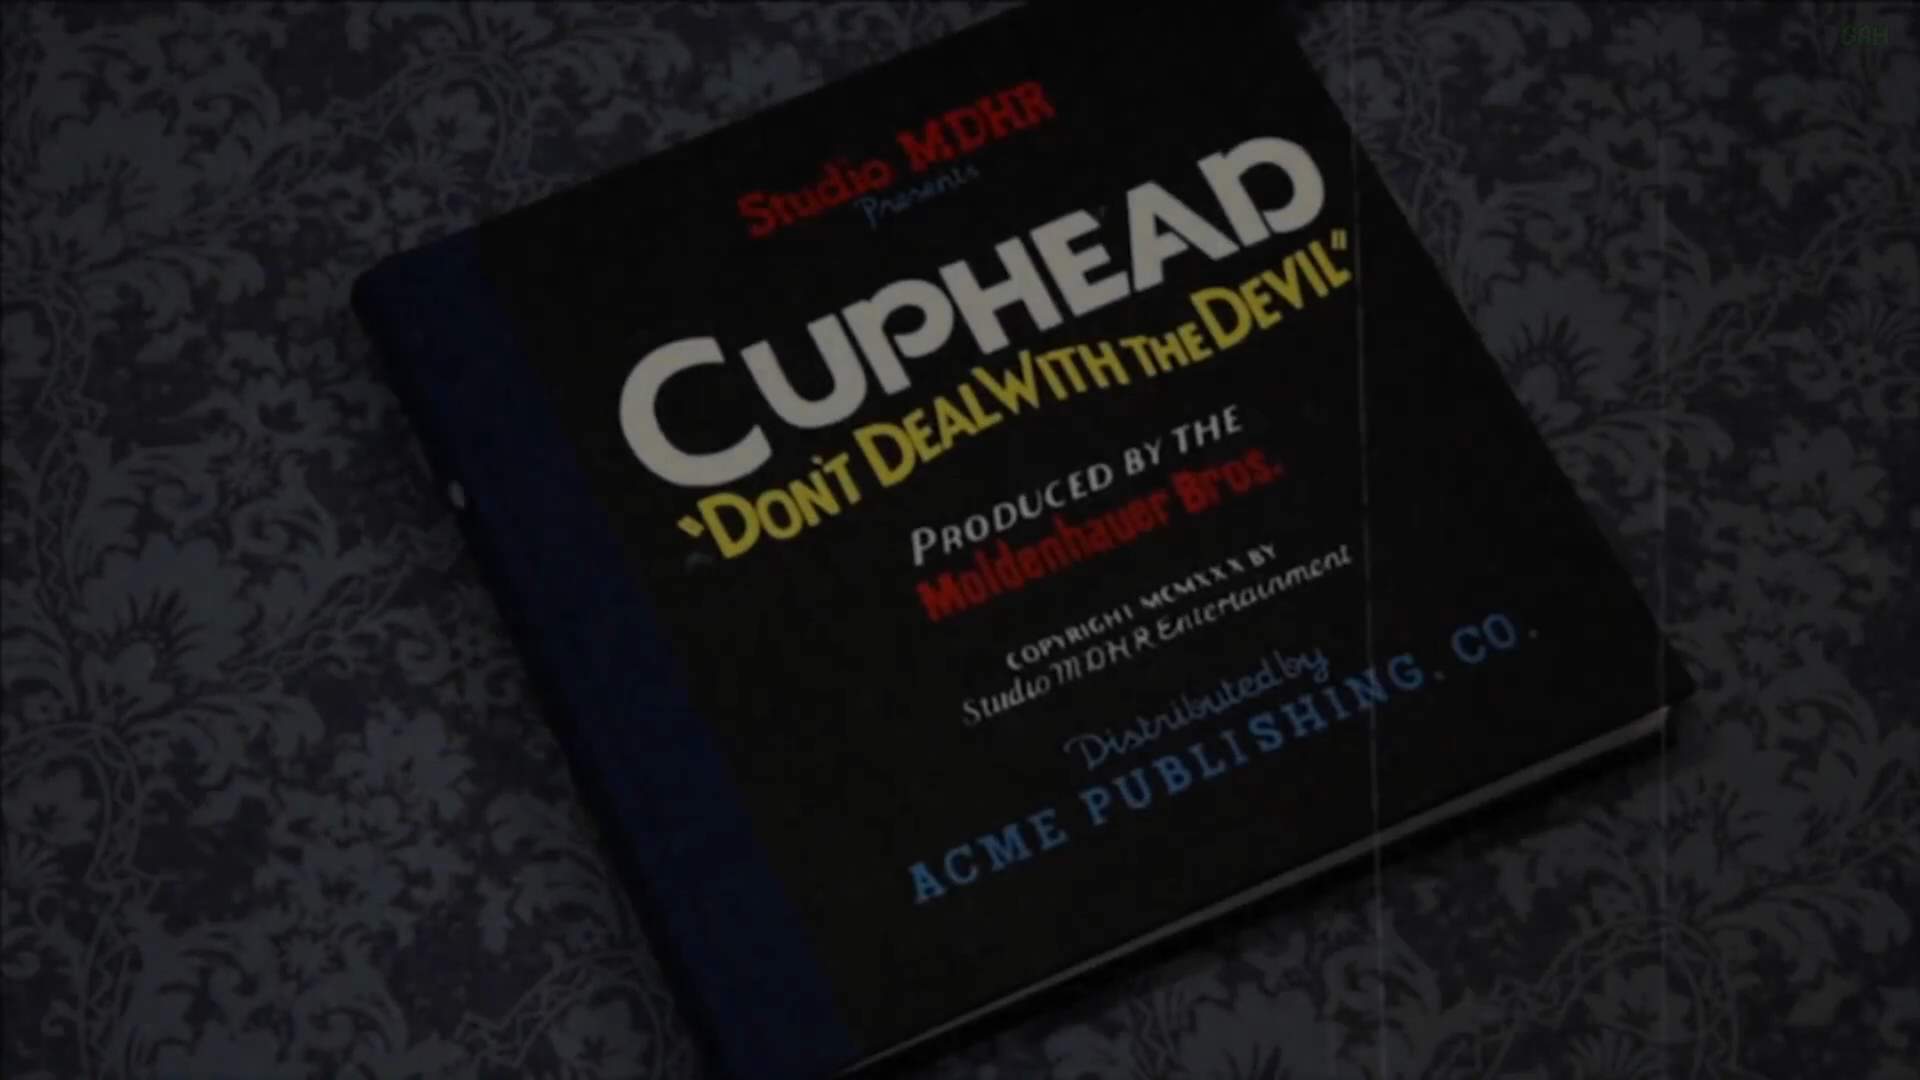 Studio MDHR
Presents
CUPHEAD
"DON'T DEAL WITH THE DEVIL"
PRODUCED BY THE
Moldenhauer Bros.
COPYRIGHT MCMXXX BY
Studio MDHR Entertainment
Distributed by
ACME PUBLISHING. CO.